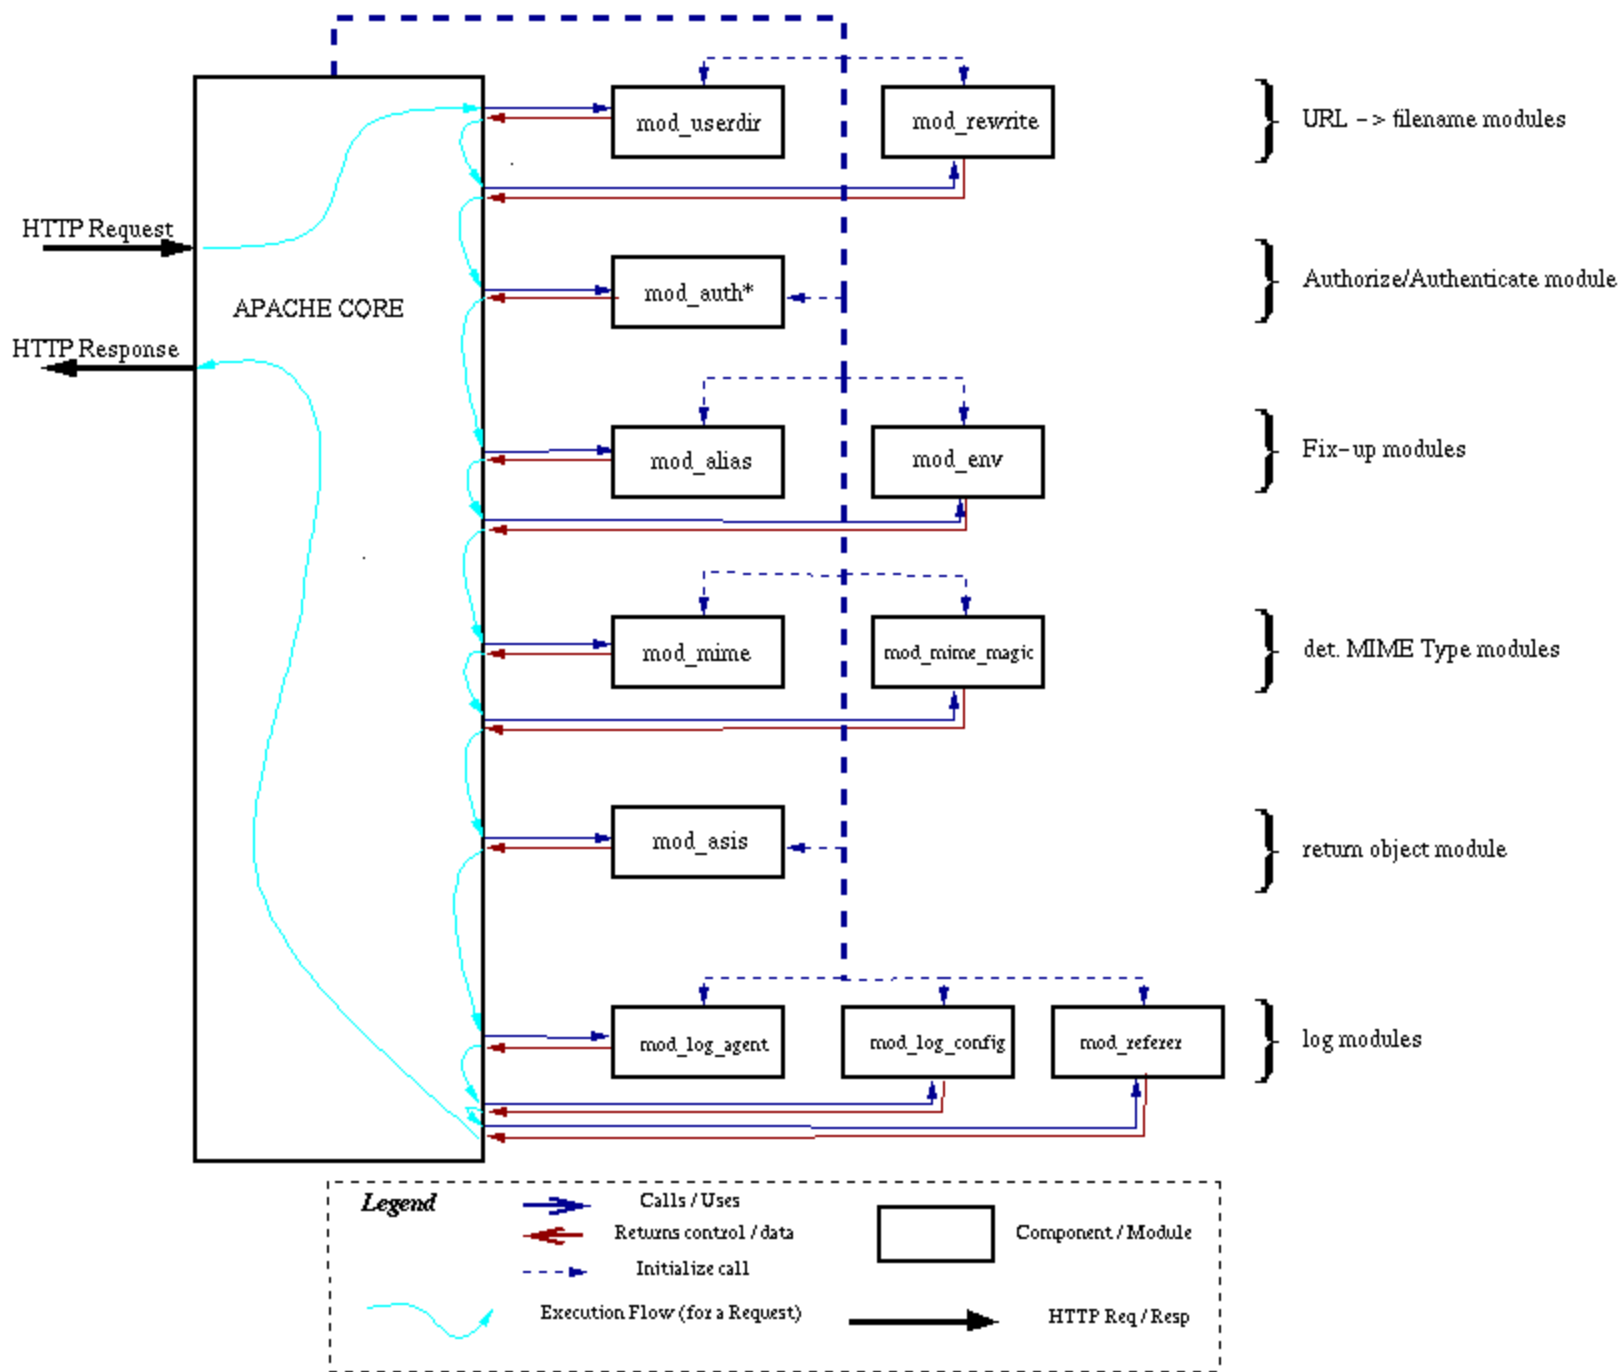 mod_userdir
mod_rewrite
URL -> filename modules
HTTP Request
APACHE CORE
mod_auth*
Authorize/Authenticate module
HTTP Response
mod_alias
mod_env
Fix-up modules
mod_mime
mod_mime_magic
det. MIME Type modules
mod_asis
return object module
mod_log_agent
mod_log_config
mod_referer
log modules
Legend
Calls / Uses
Returns control / data
Initialize call
Execution Flow (for a Request)
Component / Module
HTTP Req / Resp